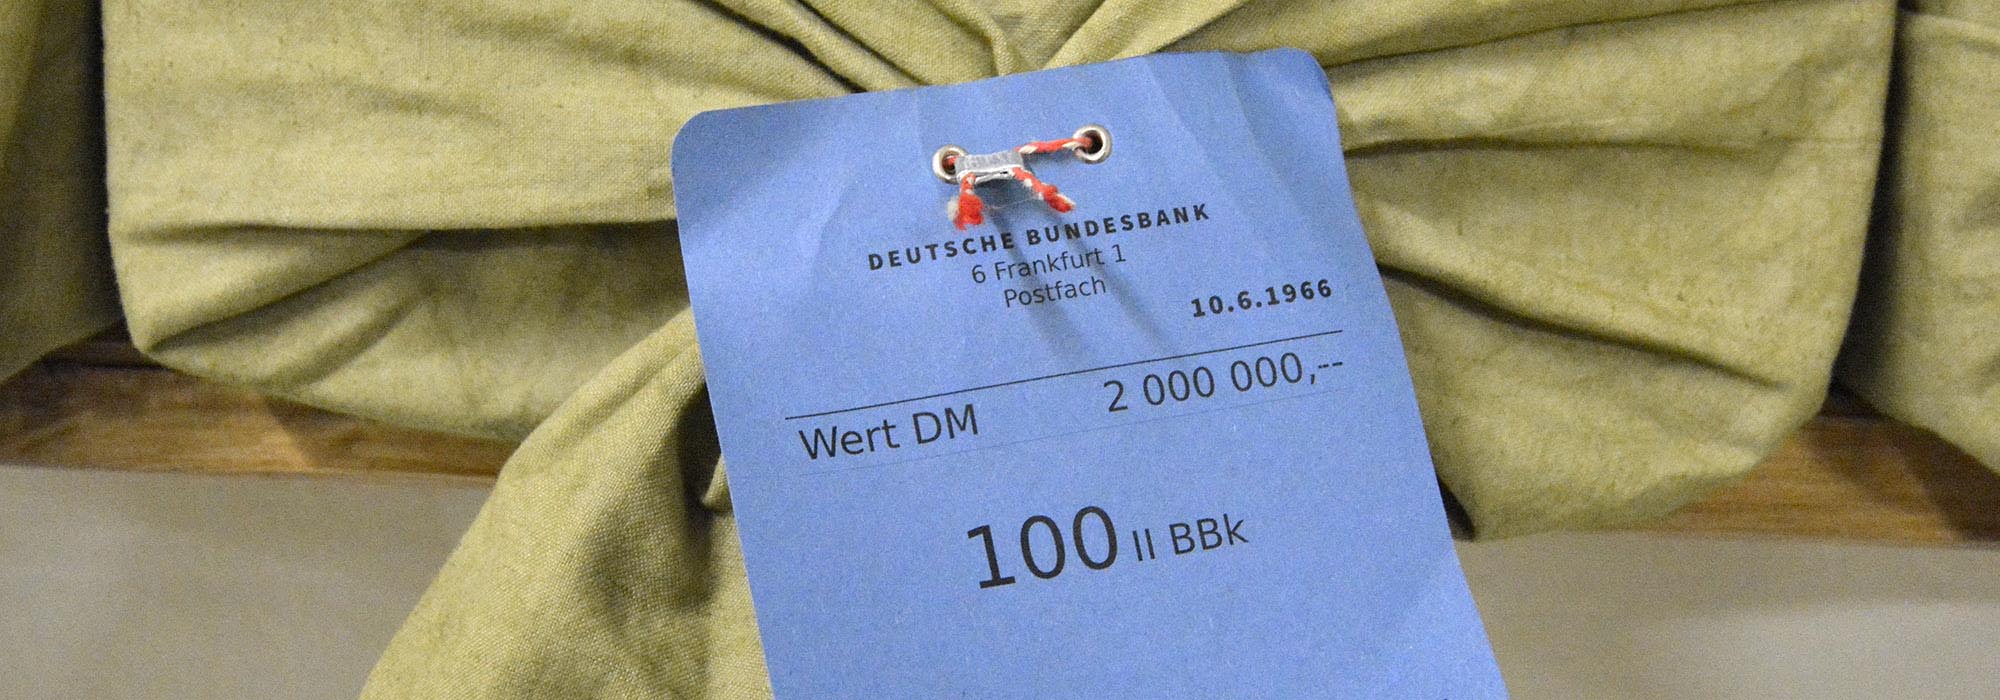 DEUTSCHE BUNDESBANK
6 Frankfurt 1
Postfach
10.6.1966
Wert DM 2 000 000,--
100 II BBk